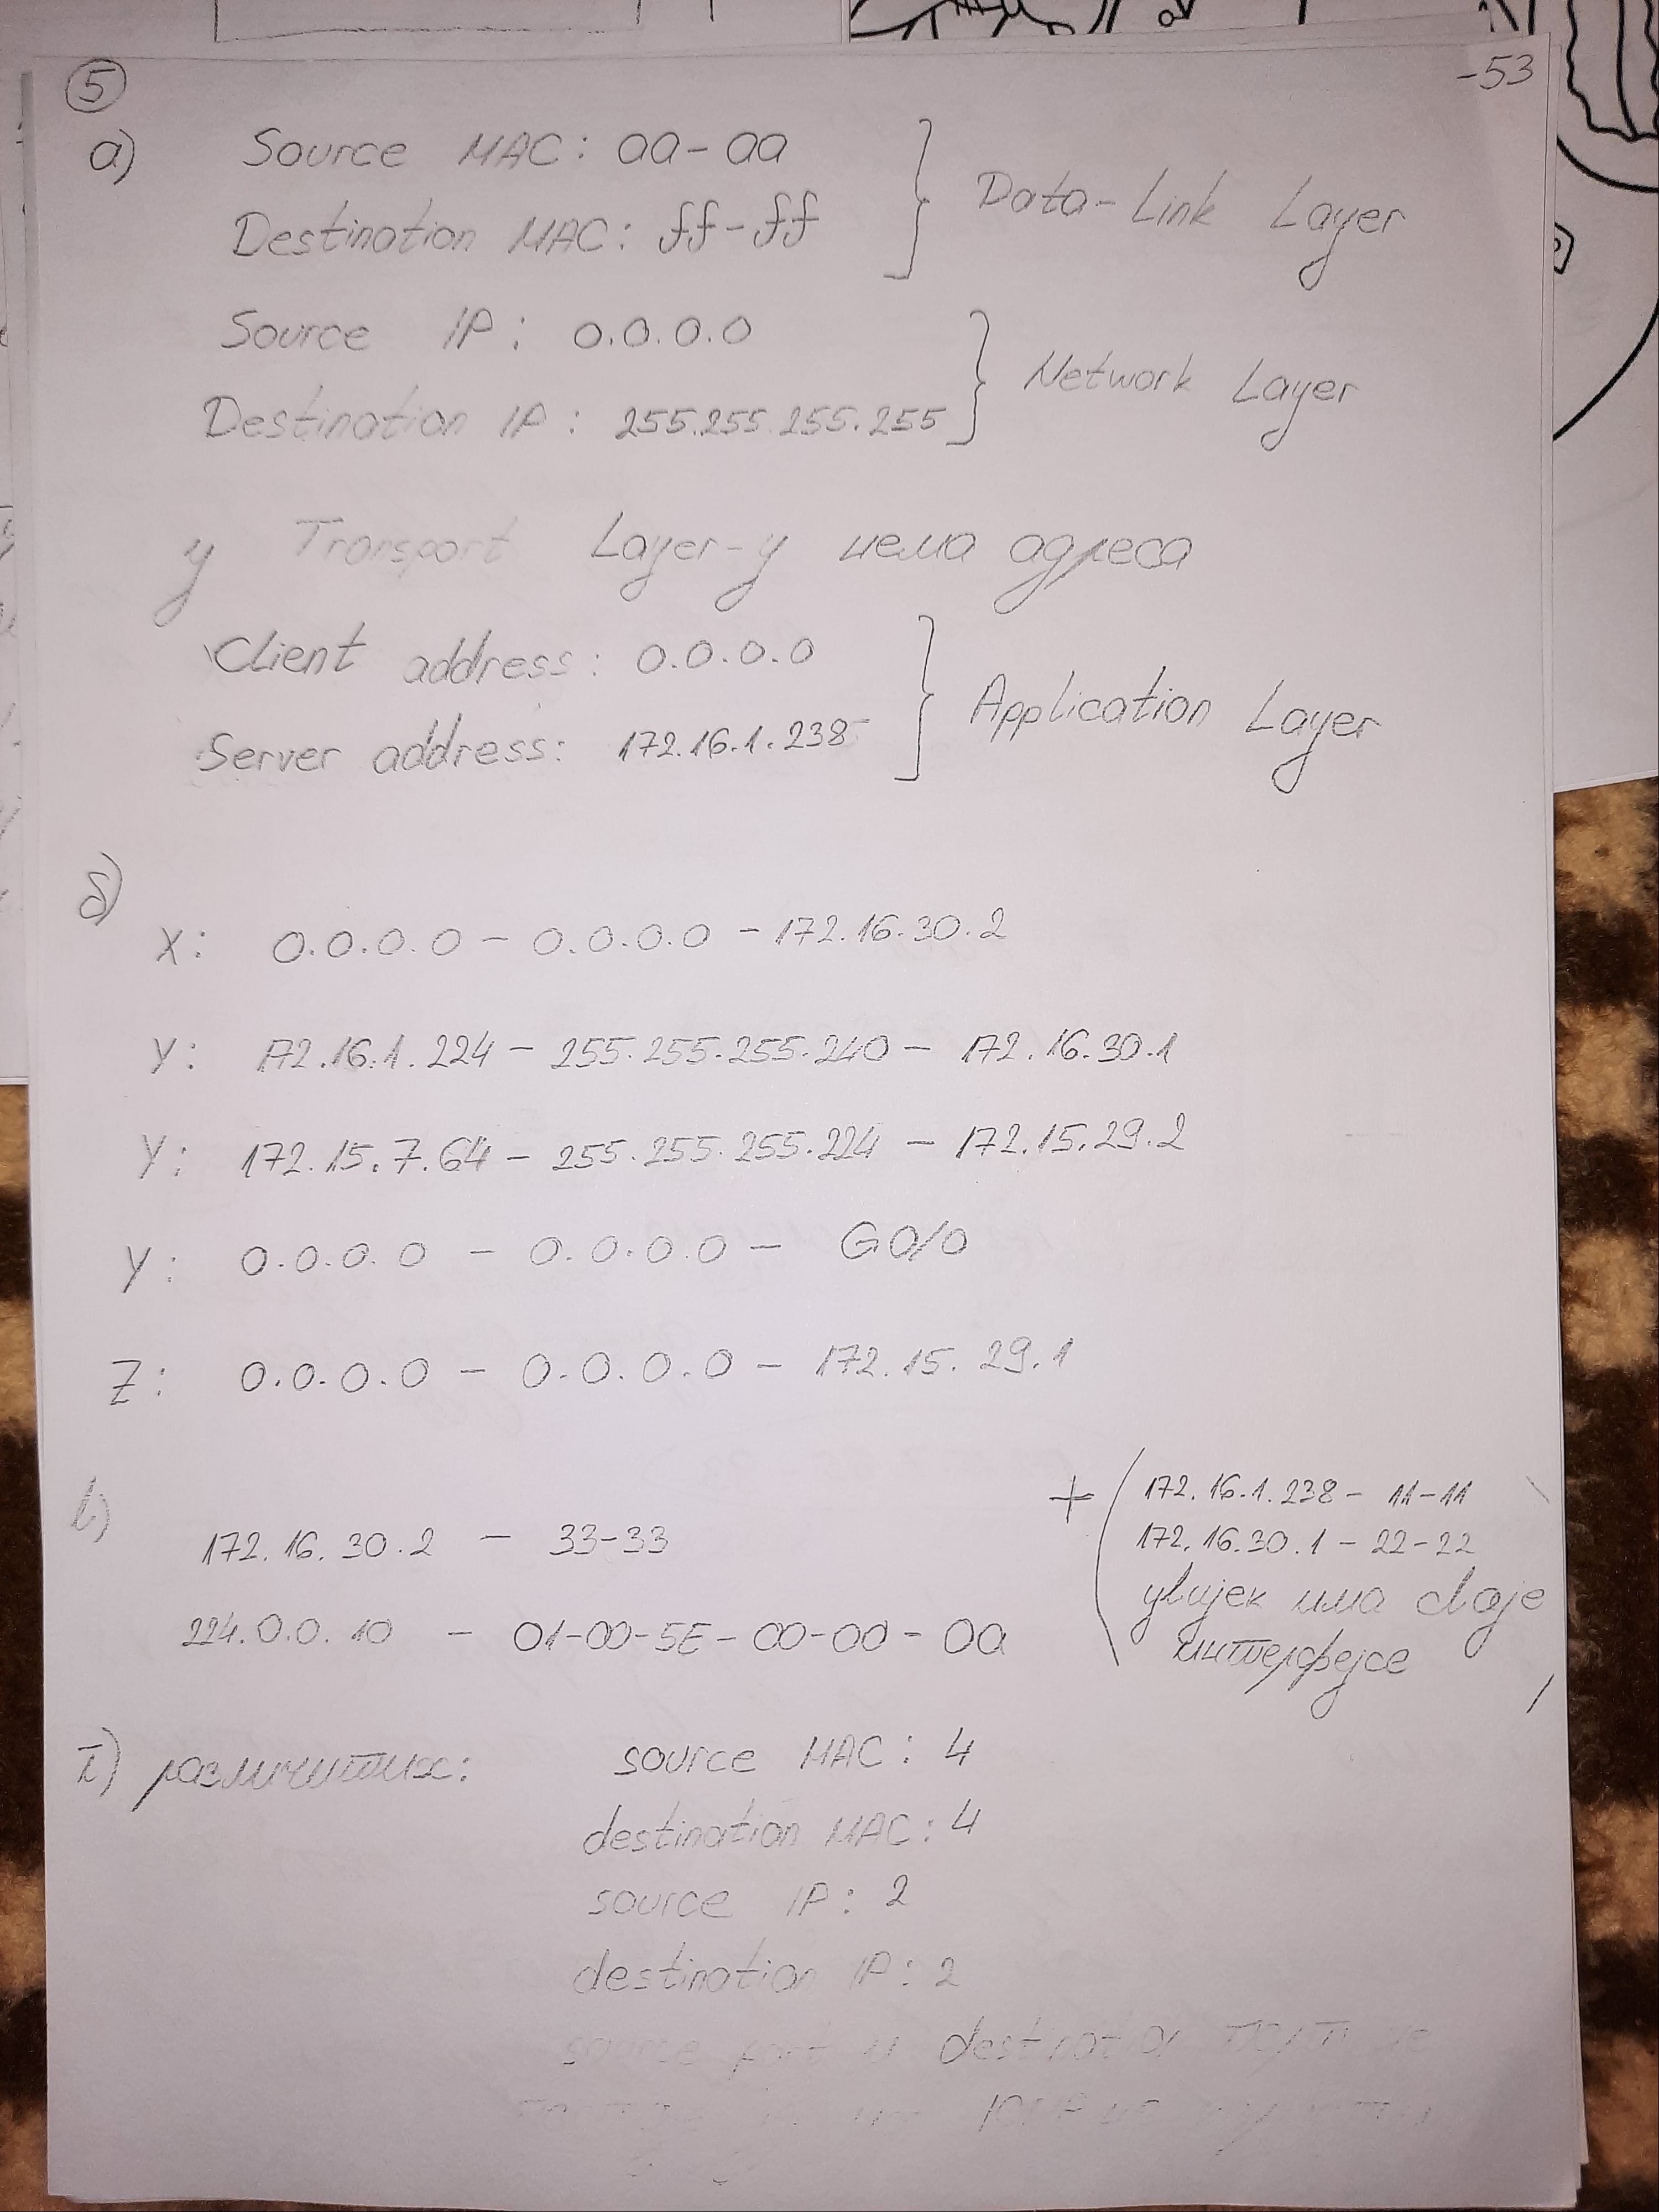 5
-53
a) Source MAC: aa-aa
Destination MAC: ff-ff
Data-Link Layer
Source IP: 0.0.0.0
Destination IP: 255.255.255.255
Network Layer
у Transport Layer-у нема адреса
Client address: 0.0.0.0
Server address: 172.16.1.238
Application Layer
б)
X: 0.0.0.0 - 0.0.0.0 - 172.16.30.2
Y: 172.16.1.224 - 255.255.255.240 - 172.16.30.1
Y: 172.15.7.64 - 255.255.255.224 - 172.15.29.2
Y: 0.0.0.0 - 0.0.0.0 - G0/0
Z: 0.0.0.0 - 0.0.0.0 - 172.15.29.1
в)
172.16.30.2 - 33-33
224.0.0.10 - 01-00-5E-00-00-0a
+ 172.16.1.238 - 11-11
172.16.30.1 - 22-22
увијек има своје
интерфејсе
г) различитих: source MAC: 4
destination MAC: 4
source IP: 2
destination IP: 2
source port и